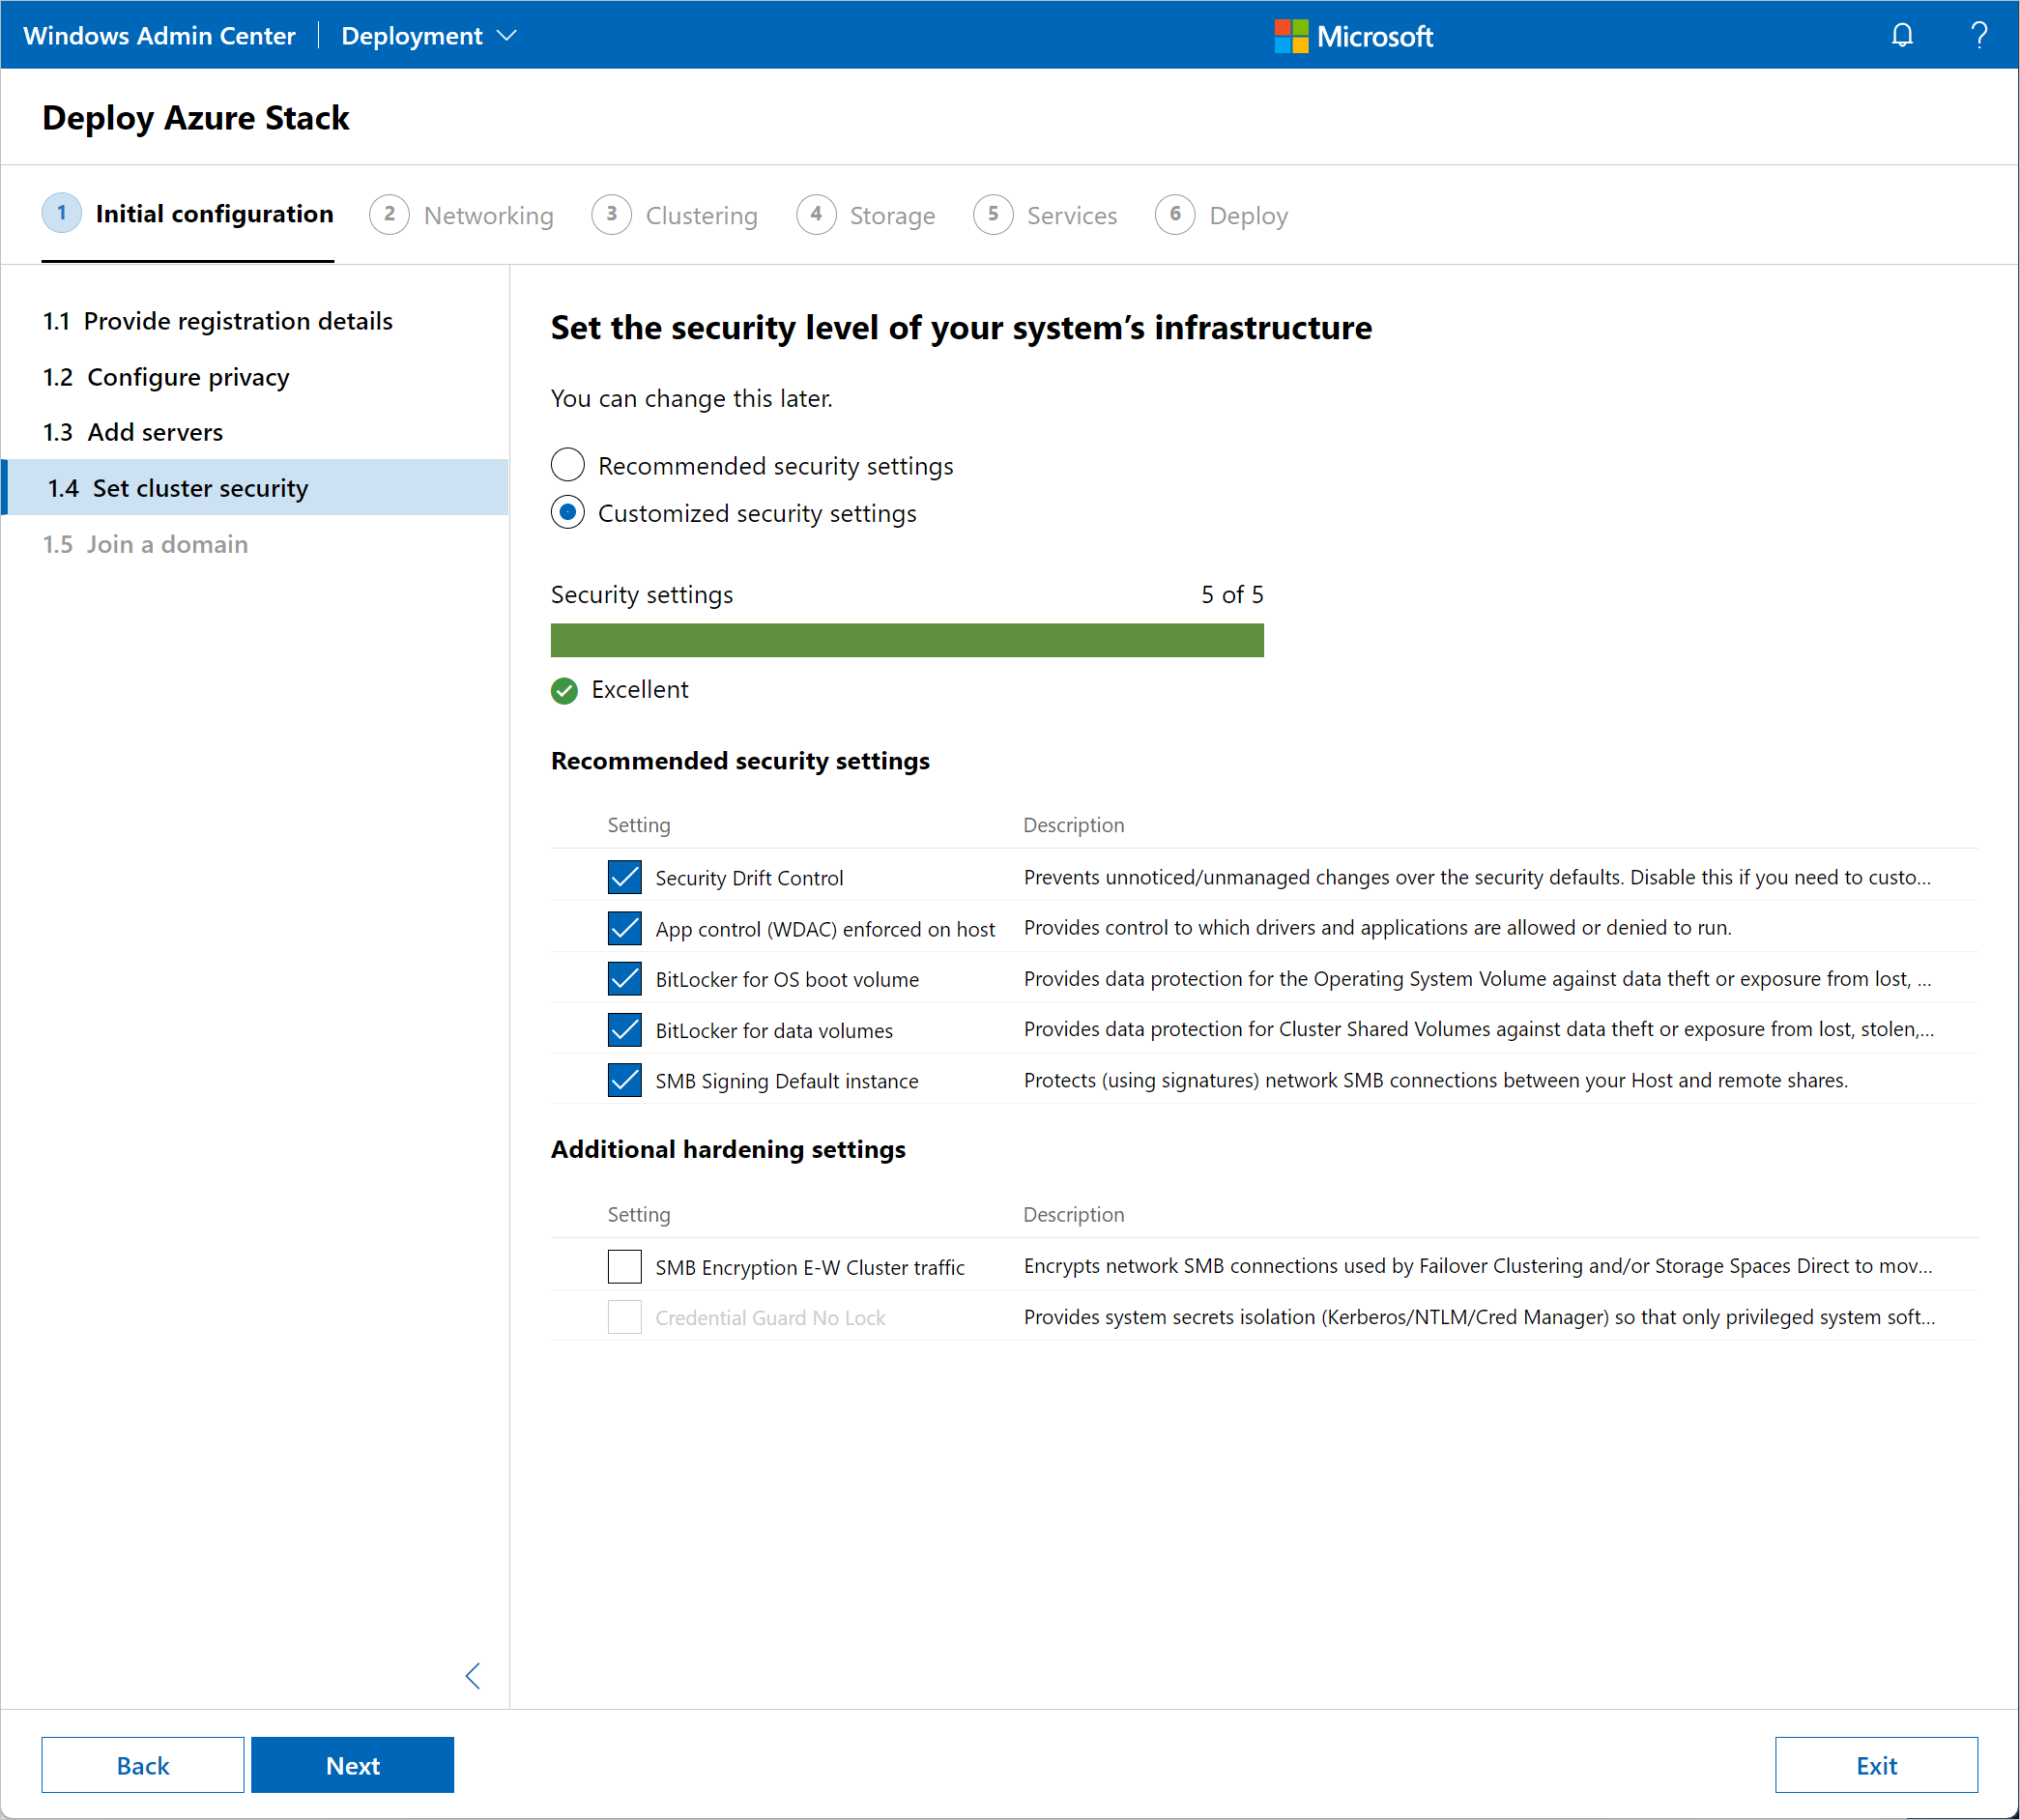 Windows Admin Center | Deployment
Microsoft
?
Deploy Azure Stack
1 Initial configuration 2 Networking 3 Clustering 4 Storage 5 Services 6 Deploy
1.1 Provide registration details
1.2 Configure privacy
1.3 Add servers
1.4 Set cluster security
1.5 Join a domain
Set the security level of your system’s infrastructure
You can change this later.
Recommended security settings
Customized security settings
Security settings 5 of 5
Excellent
Recommended security settings
Setting Description
Security Drift Control Prevents unnoticed/unmanaged changes over the security defaults. Disable this if you need to custo...
App control (WDAC) enforced on host Provides control to which drivers and applications are allowed or denied to run.
BitLocker for OS boot volume Provides data protection for the Operating System Volume against data theft or exposure from lost, ...
BitLocker for data volumes Provides data protection for Cluster Shared Volumes against data theft or exposure from lost, stolen,...
SMB Signing Default instance Protects (using signatures) network SMB connections between your Host and remote shares.
Additional hardening settings
Setting Description
SMB Encryption E-W Cluster traffic Encrypts network SMB connections used by Failover Clustering and/or Storage Spaces Direct to mov...
Credential Guard No Lock Provides system secrets isolation (Kerberos/NTLM/Cred Manager) so that only privileged system soft...
Back Next Exit